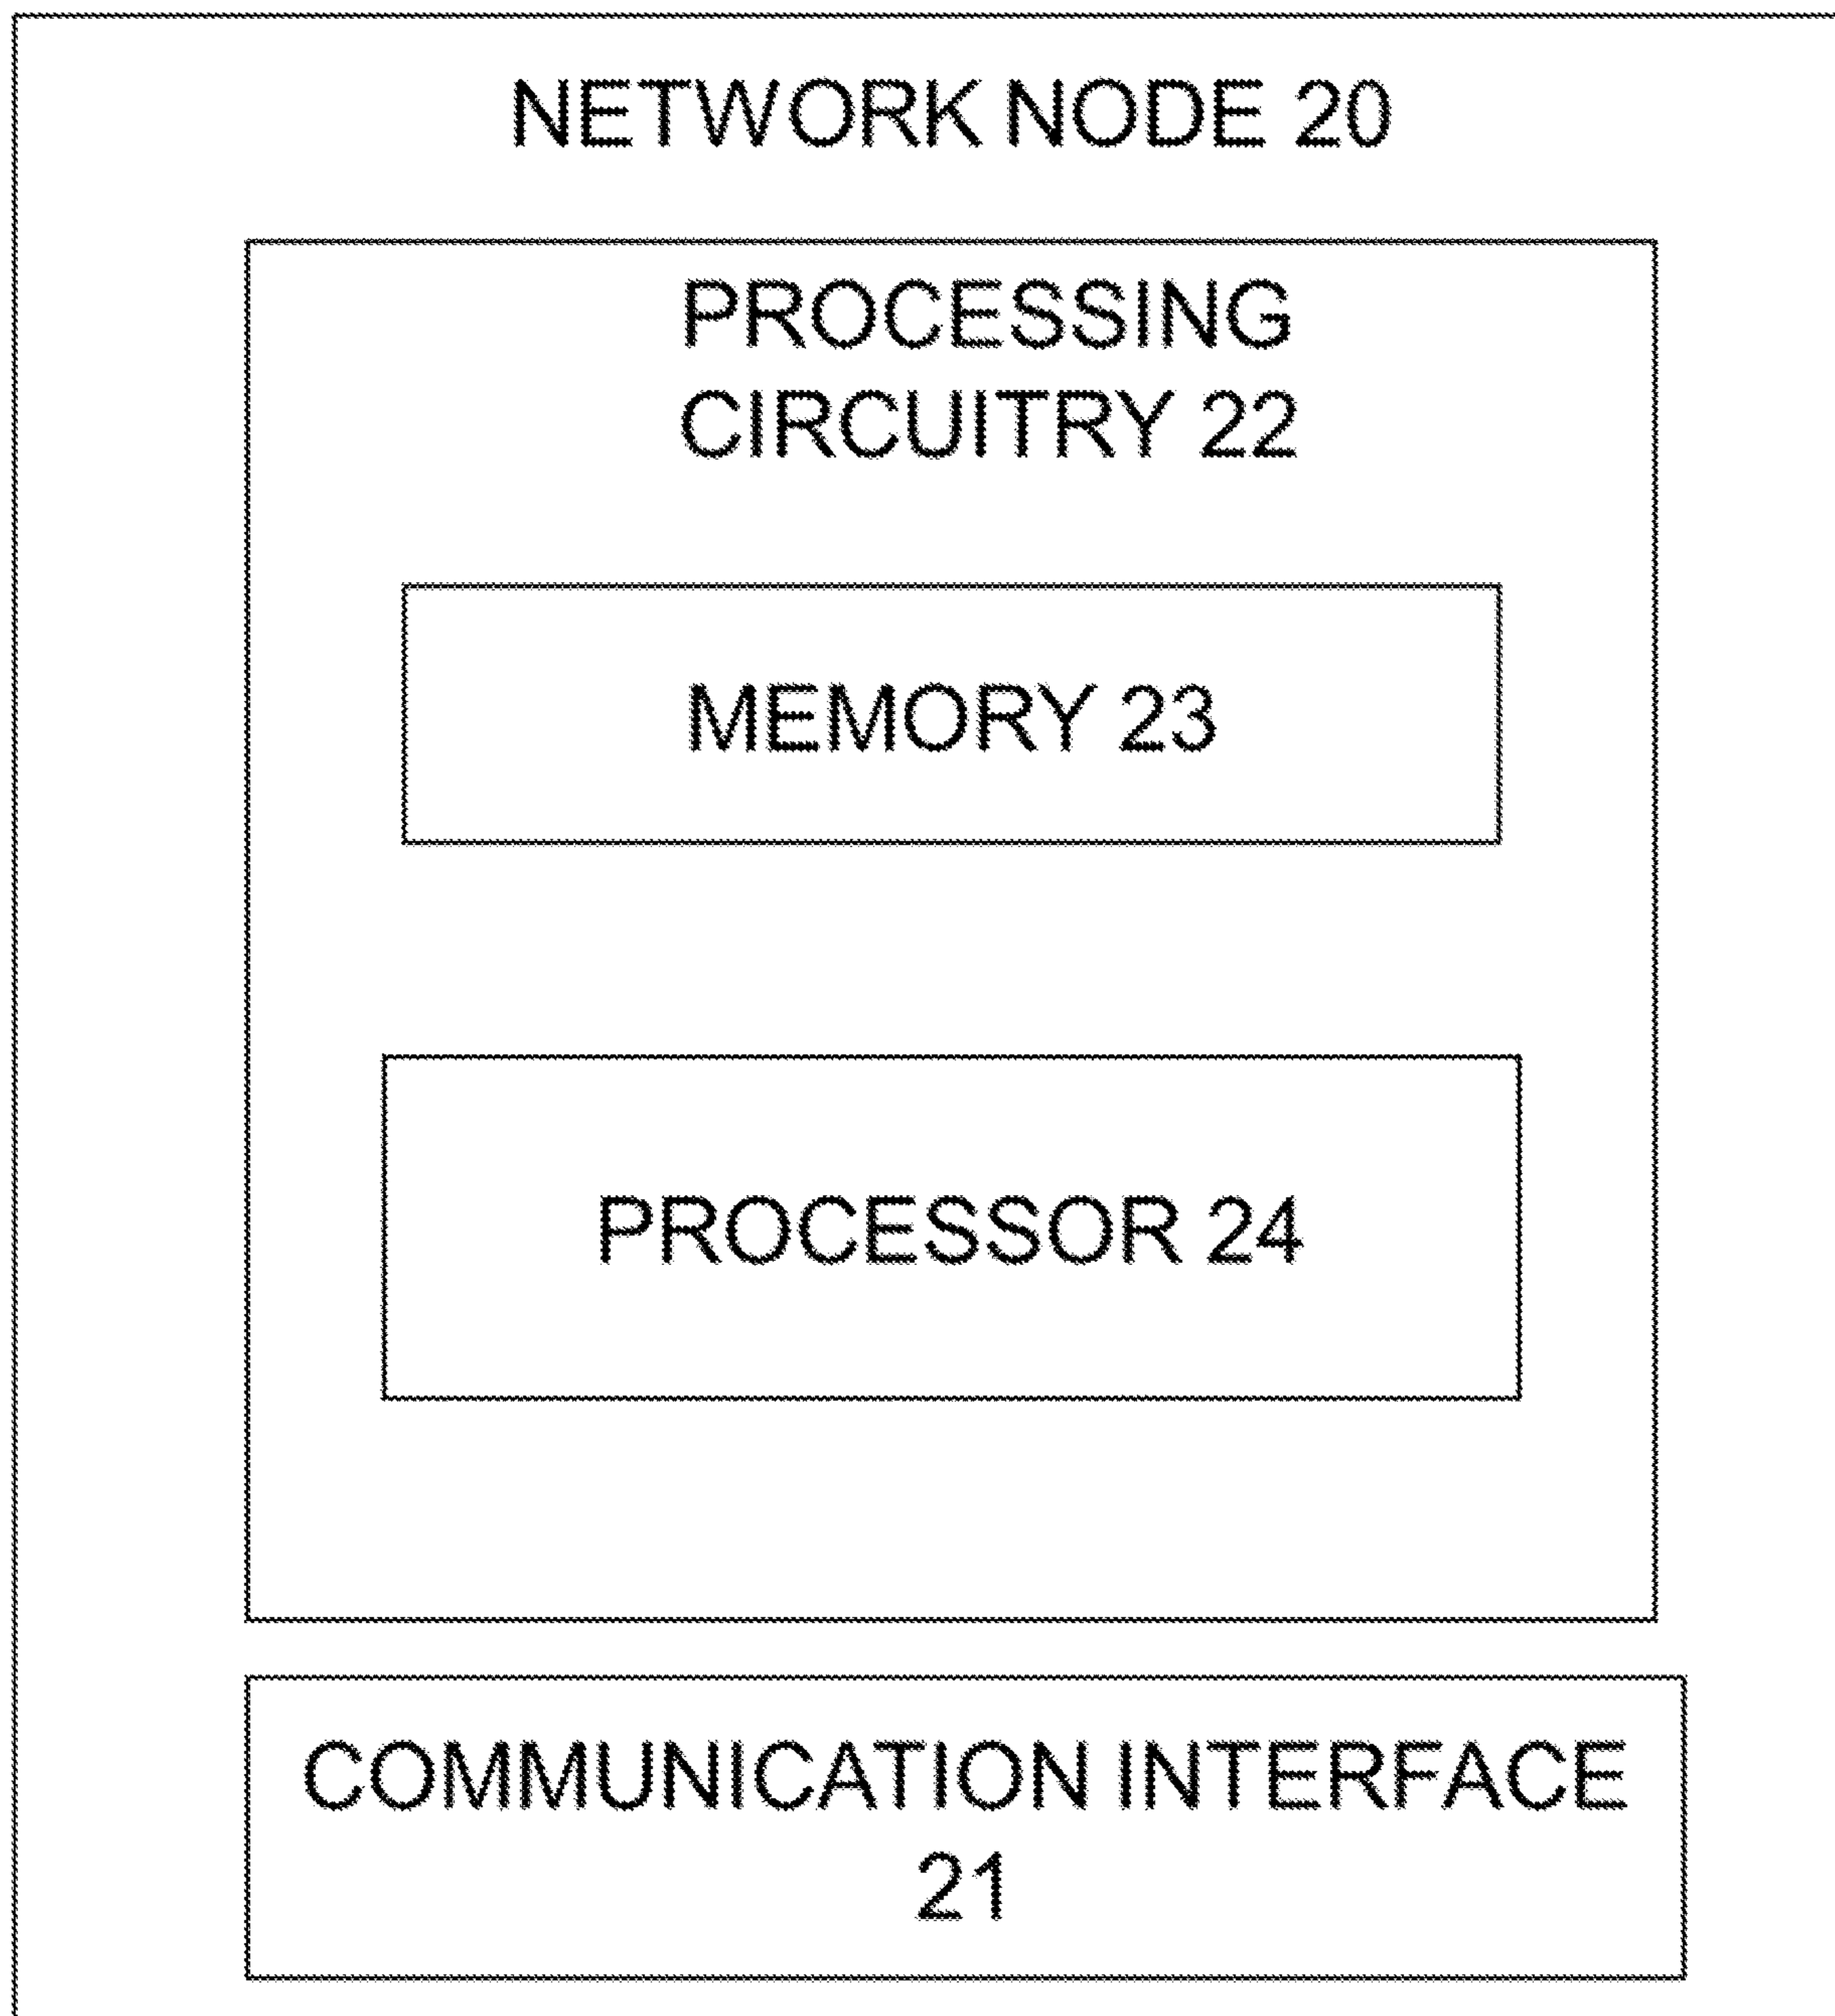 NETWORK NODE 20
PROCESSING
CIRCUITRY 22
MEMORY 23
PROCESSOR 24
COMMUNICATION INTERFACE
21